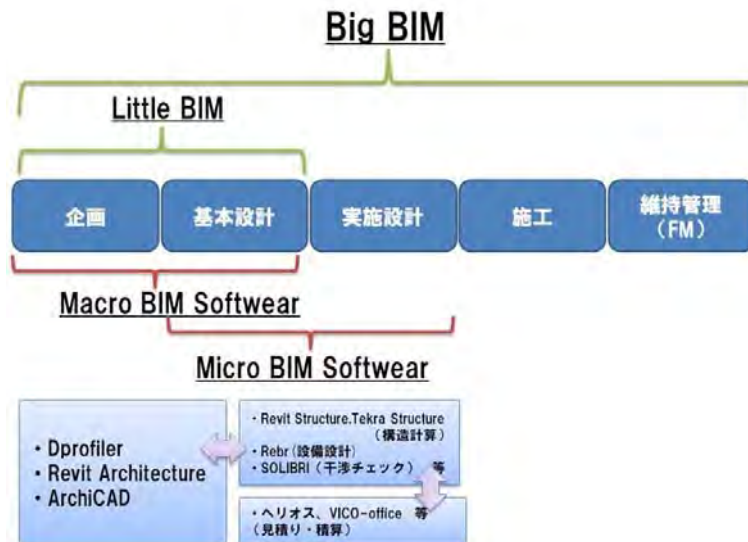 Big BIM
Little BIM
企画
基本設計
実施設計
施工
維持管理
（FM）
Macro BIM Softwear
Micro BIM Softwear
・Dprofiler
・Revit Architecture
・ArchiCAD
・Revit Structure.Tekra Structure
（構造計算）
・Rebr（設備設計）
・SOLIBRI（干渉チェック） 等
・ヘリオス、VICO-office 等
（見積り・積算）